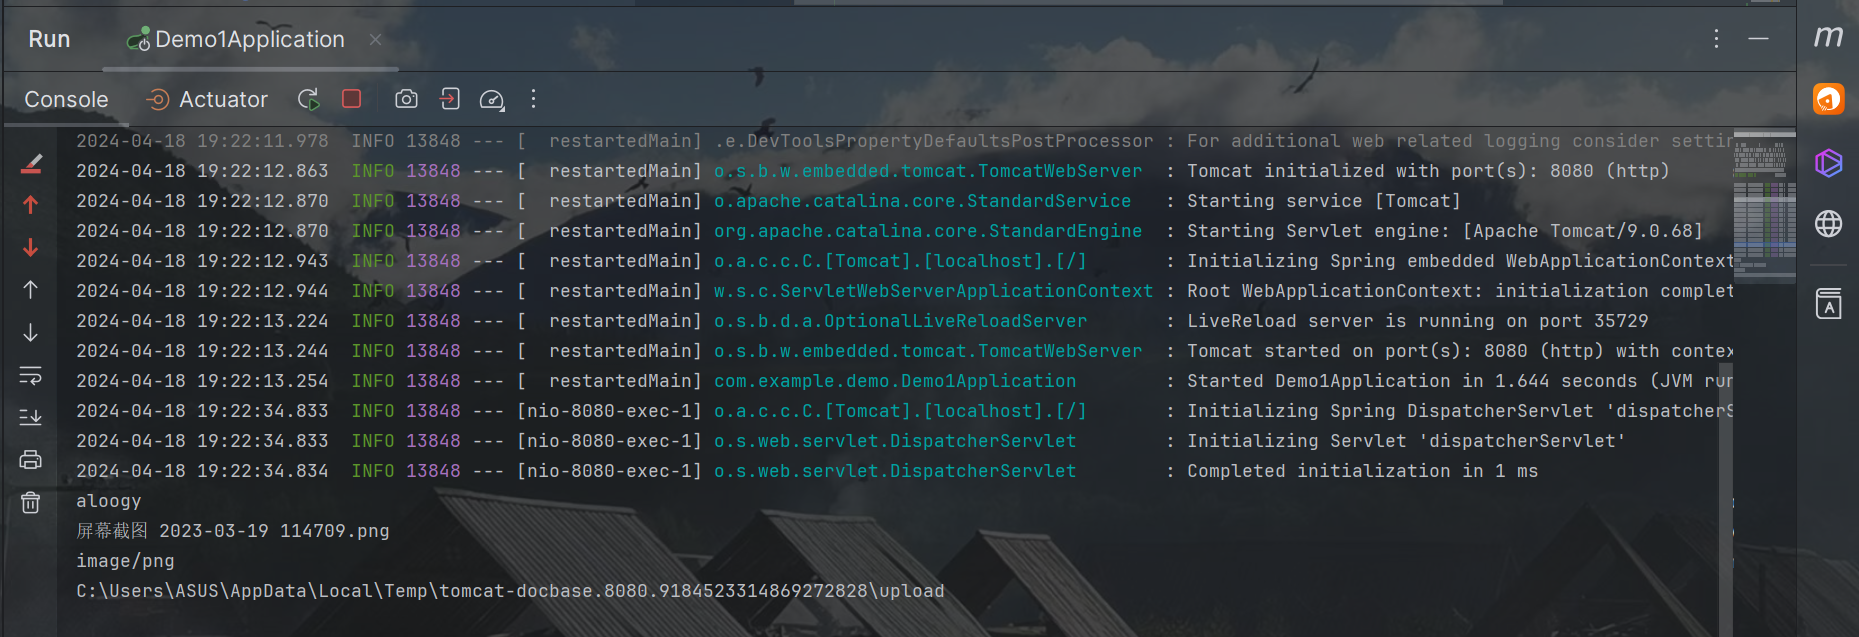 Run Demo1Application
Console Actuator
2024-04-18 19:22:11.978  INFO 13848 --- [  restartedMain] .e.DevToolsPropertyDefaultsPostProcessor : For additional web related logging consider settin
2024-04-18 19:22:12.863  INFO 13848 --- [  restartedMain] o.s.b.w.embedded.tomcat.TomcatWebServer  : Tomcat initialized with port(s): 8080 (http)
2024-04-18 19:22:12.870  INFO 13848 --- [  restartedMain] o.apache.catalina.core.StandardService   : Starting service [Tomcat]
2024-04-18 19:22:12.870  INFO 13848 --- [  restartedMain] org.apache.catalina.core.StandardEngine  : Starting Servlet engine: [Apache Tomcat/9.0.68]
2024-04-18 19:22:12.943  INFO 13848 --- [  restartedMain] o.a.c.c.C.[Tomcat].[localhost].[/]       : Initializing Spring embedded WebApplicationContext
2024-04-18 19:22:12.944  INFO 13848 --- [  restartedMain] w.s.c.ServletWebServerApplicationContext : Root WebApplicationContext: initialization complet
2024-04-18 19:22:13.224  INFO 13848 --- [  restartedMain] o.s.b.d.a.OptionalLiveReloadServer       : LiveReload server is running on port 35729
2024-04-18 19:22:13.244  INFO 13848 --- [  restartedMain] o.s.b.w.embedded.tomcat.TomcatWebServer  : Tomcat started on port(s): 8080 (http) with contex
2024-04-18 19:22:13.254  INFO 13848 --- [  restartedMain] com.example.demo.Demo1Application        : Started Demo1Application in 1.644 seconds (JVM run
2024-04-18 19:22:34.833  INFO 13848 --- [nio-8080-exec-1] o.a.c.c.C.[Tomcat].[localhost].[/]       : Initializing Spring DispatcherServlet 'dispatcherS
2024-04-18 19:22:34.833  INFO 13848 --- [nio-8080-exec-1] o.s.web.servlet.DispatcherServlet        : Initializing Servlet 'dispatcherServlet'
2024-04-18 19:22:34.834  INFO 13848 --- [nio-8080-exec-1] o.s.web.servlet.DispatcherServlet        : Completed initialization in 1 ms
aloogy
屏幕截图 2023-03-19 114709.png
image/png
C:\Users\ASUS\AppData\Local\Temp\tomcat-docbase.8080.9184523314869272828\upload